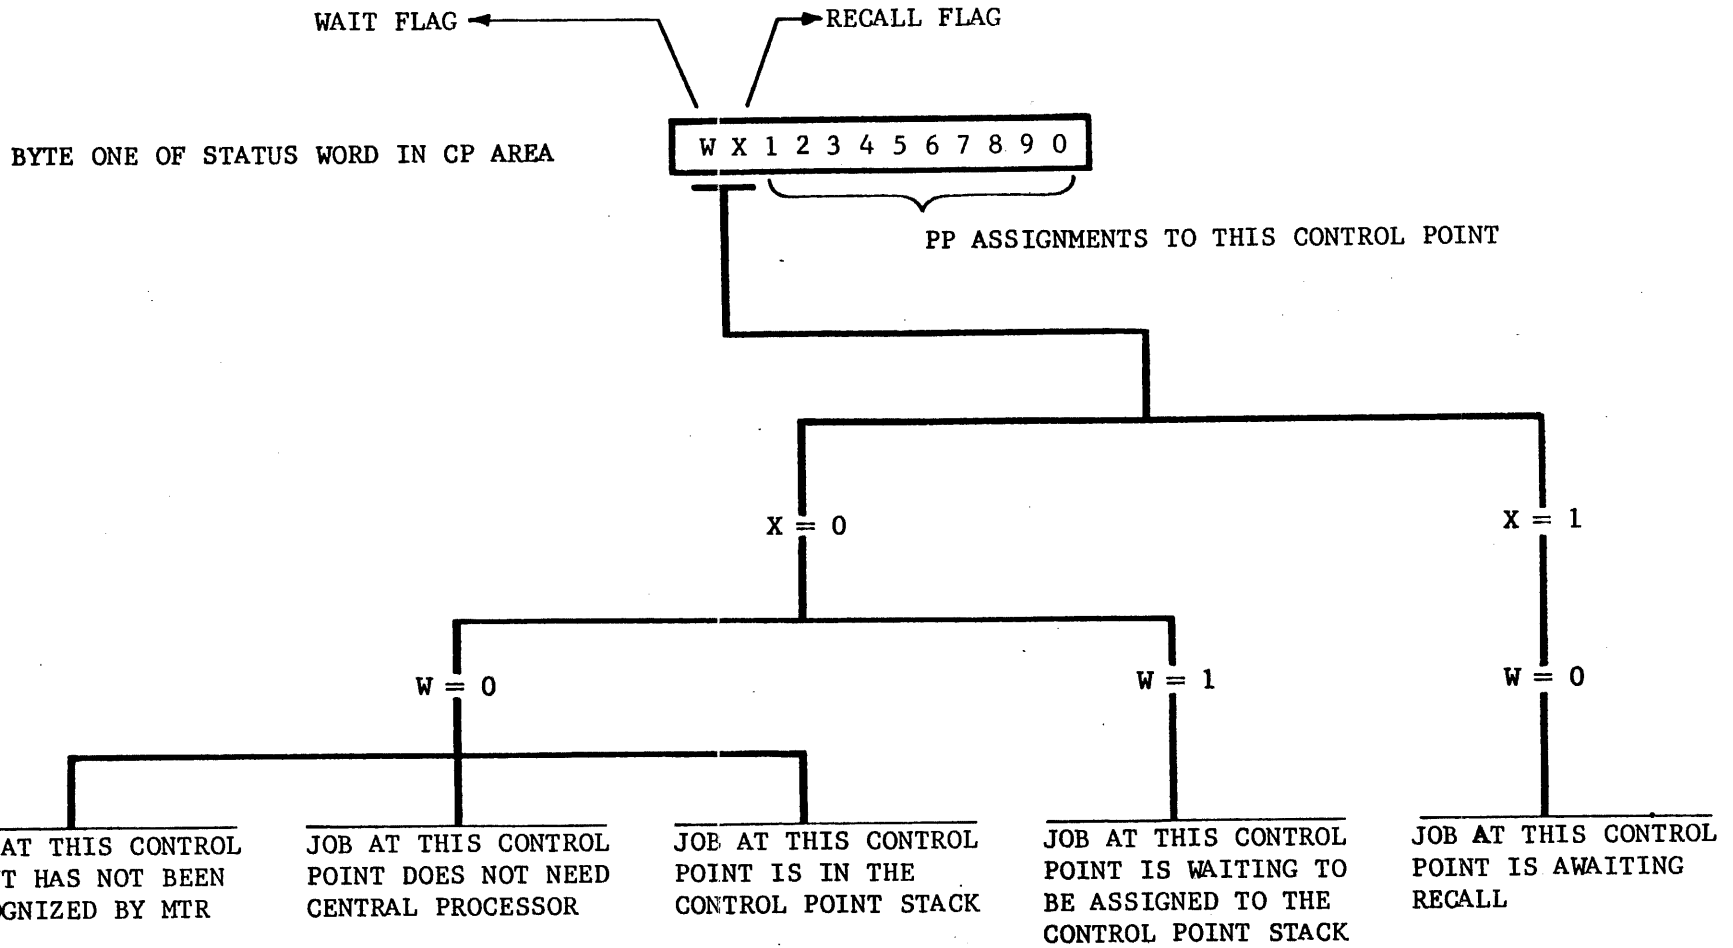 WAIT FLAG
RECALL FLAG
BYTE ONE OF STATUS WORD IN CP AREA
W X 1 2 3 4 5 6 7 8 9 0
PP ASSIGNMENTS TO THIS CONTROL POINT
X = 0
X = 1
W = 0
W = 1
W = 0
AT THIS CONTROL
T HAS NOT BEEN
GNIZED BY MTR
JOB AT THIS CONTROL
POINT DOES NOT NEED
CENTRAL PROCESSOR
JOB AT THIS CONTROL
POINT IS IN THE
CONTROL POINT STACK
JOB AT THIS CONTROL
POINT IS WAITING TO
BE ASSIGNED TO THE
CONTROL POINT STACK
JOB AT THIS CONTROL
POINT IS AWAITING
RECALL